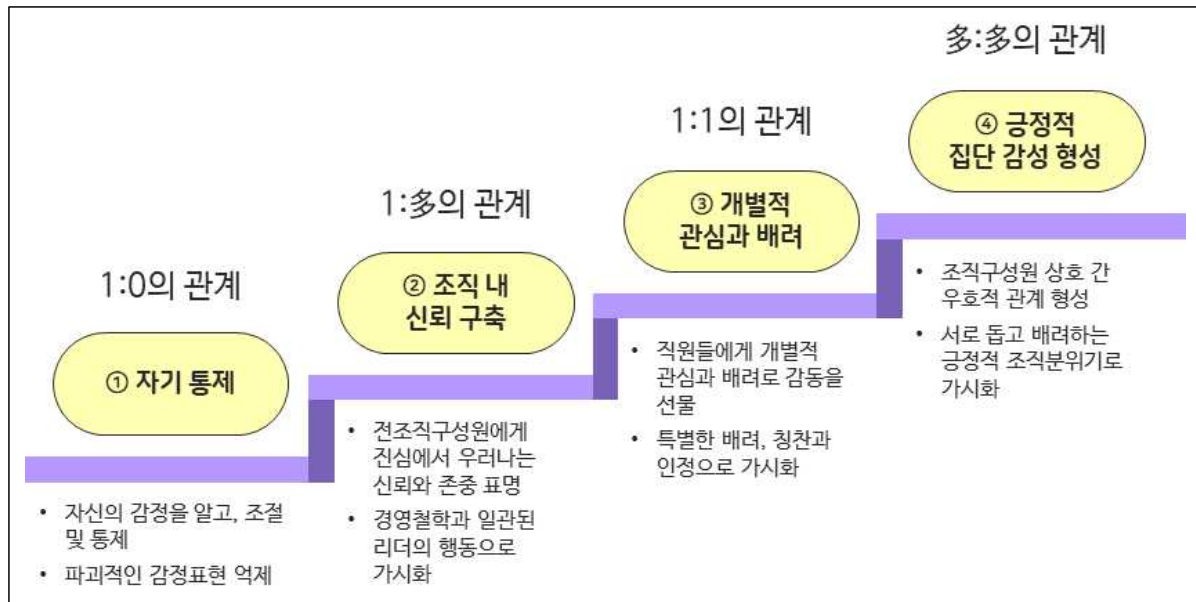 1:0의 관계
① 자기 통제
• 자신의 감정을 알고, 조절
및 통제
• 파괴적인 감정표현 억제
1:多의 관계
② 조직 내
신뢰 구축
• 전조직구성원에게
진심에서 우러나는
신뢰와 존중 표명
• 경영철학과 일관된
리더의 행동으로
가시화
1:1의 관계
③ 개별적
관심과 배려
• 직원들에게 개별적
관심과 배려로 감동을
선물
• 특별한 배려, 칭찬과
인정으로 가시화
多:多의 관계
④ 긍정적
집단 감성 형성
• 조직구성원 상호 간
우호적 관계 형성
• 서로 돕고 배려하는
긍정적 조직분위기로
가시화